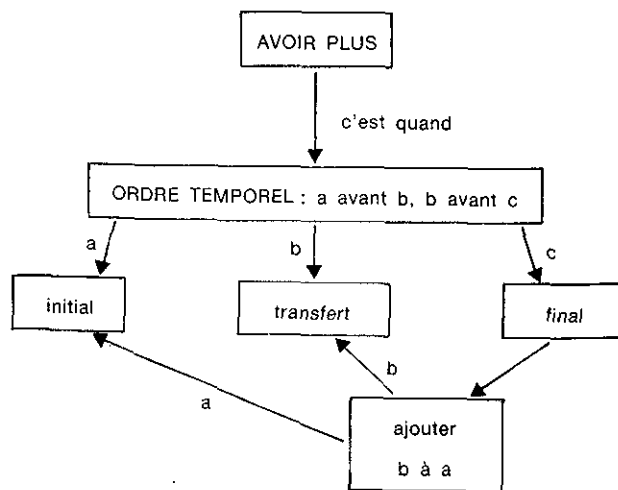 AVOIR PLUS
c'est quand
ORDRE TEMPOREL : a avant b, b avant c
a
b
c
initial
transfert
final
a
b
ajouter
b à a